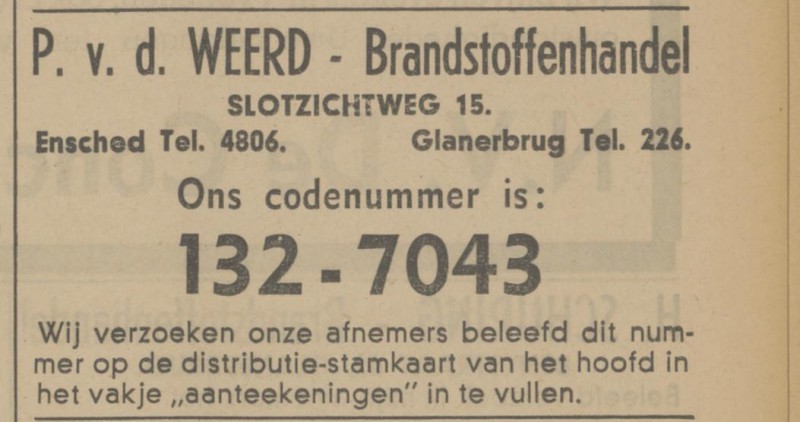 P. v. d. WEERD - Brandstoffenhandel
SLOTZICHTWEG 15.
Ensched Tel. 4806. Glanerbrug Tel. 226.
Ons codenummer is:
132-7043
Wij verzoeken onze afnemers beleefd dit num-
mer op de distributie-stamkaart van het hoofd in
het vakje „aanteekeningen" in te vullen.